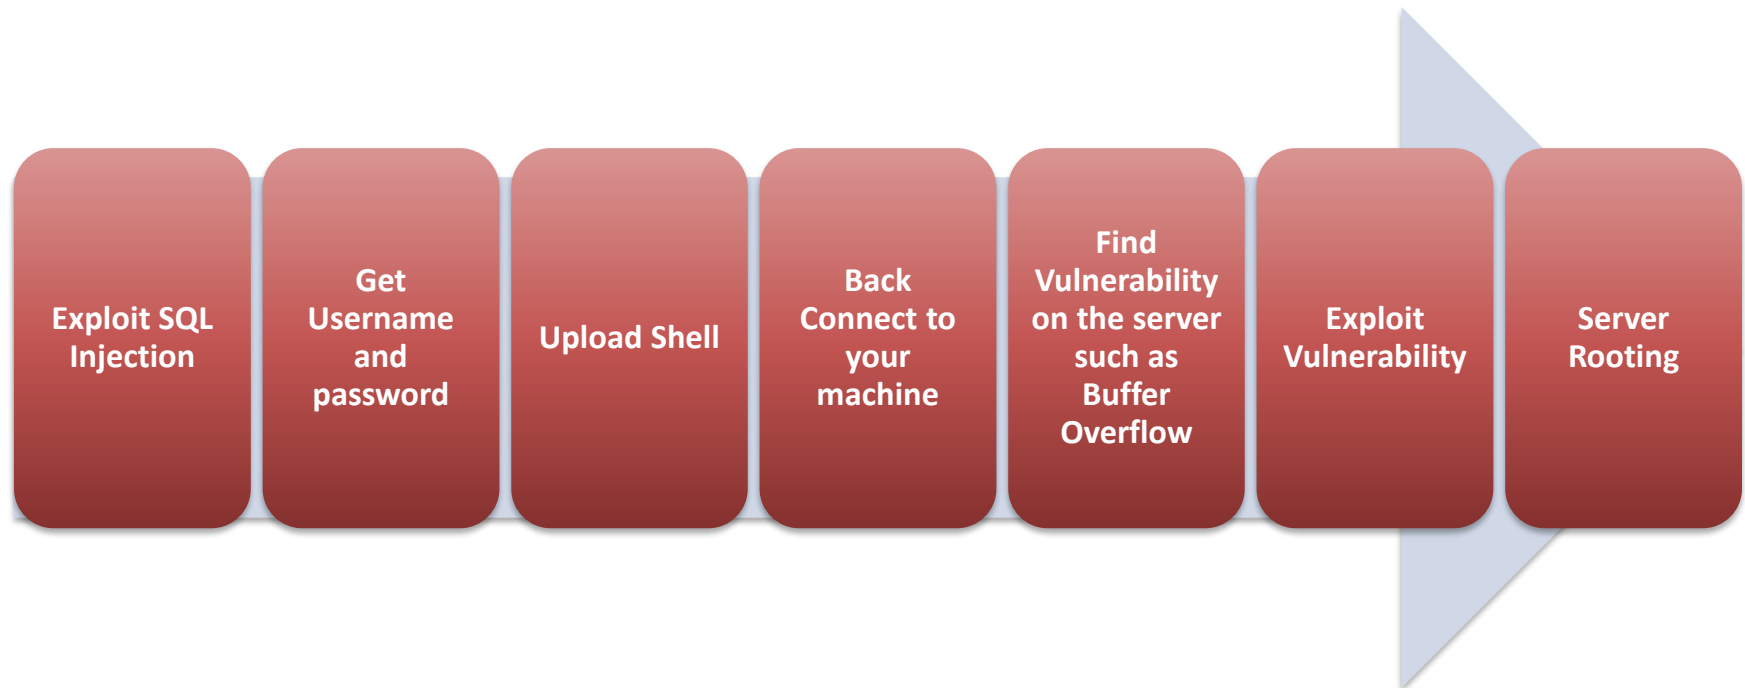 Exploit SQL
Injection
Get
Username
and
password
Upload Shell
Back
Connect to
your
machine
Find
Vulnerability
on the server
such as
Buffer
Overflow
Exploit
Vulnerability
Server
Rooting